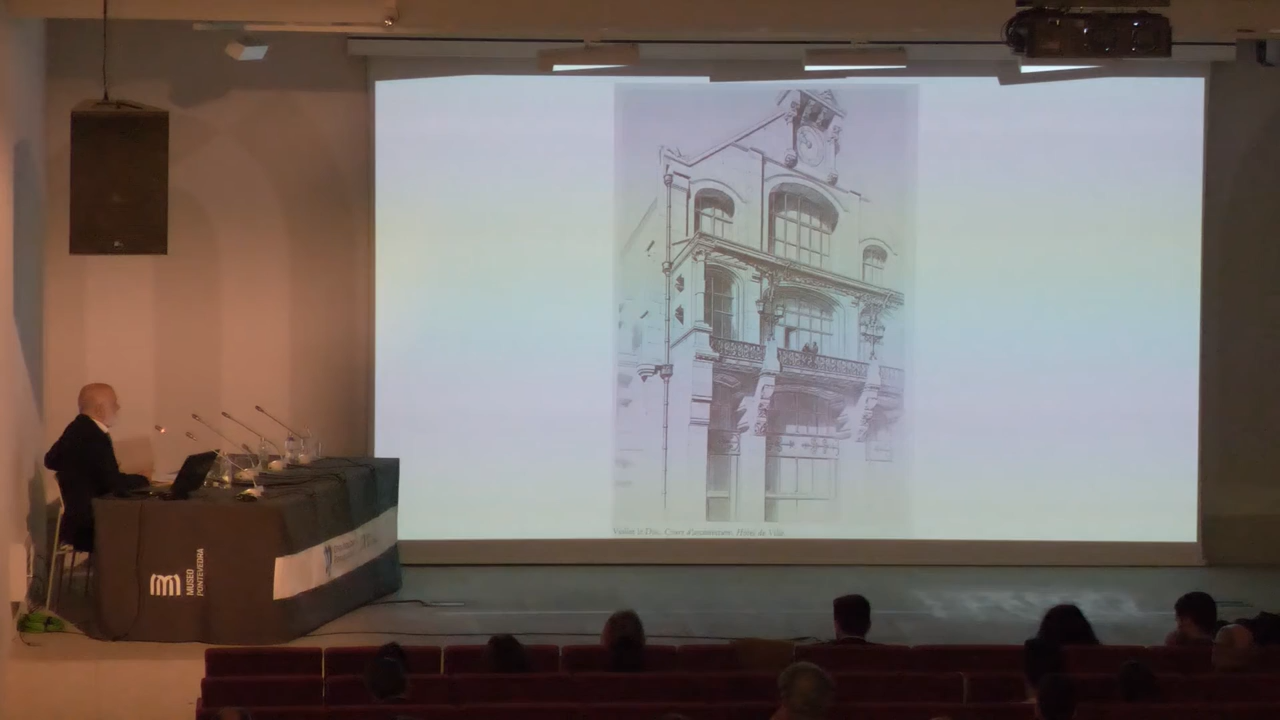 Viollet le Duc, Cours d'architecture. Hôtel de Ville.
MUSEO
PONTEVEDRA